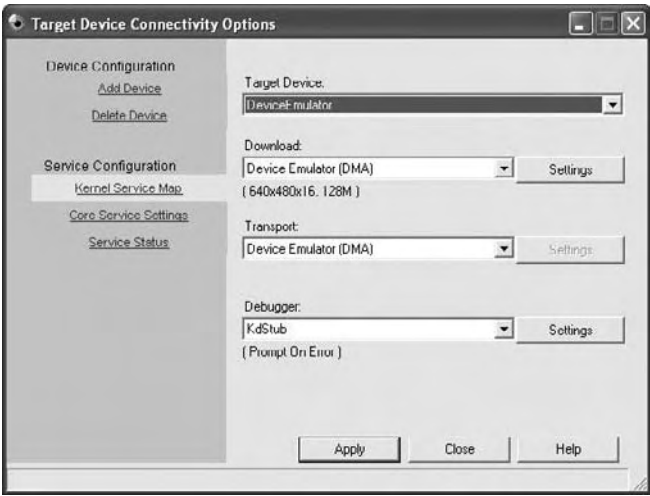 Target Device Connectivity Options
Device Configuration
Add Device
Delete Device
Service Configuration
Kernel Service Map
Core Service Settings
Service Status
Target Device:
DeviceEmulator
Download:
Device Emulator (DMA)
Settings
( 640x480x16, 128M )
Transport:
Device Emulator (DMA)
Settings
Debugger:
KdStub
Settings
( Prompt On Error )
Apply
Close
Help